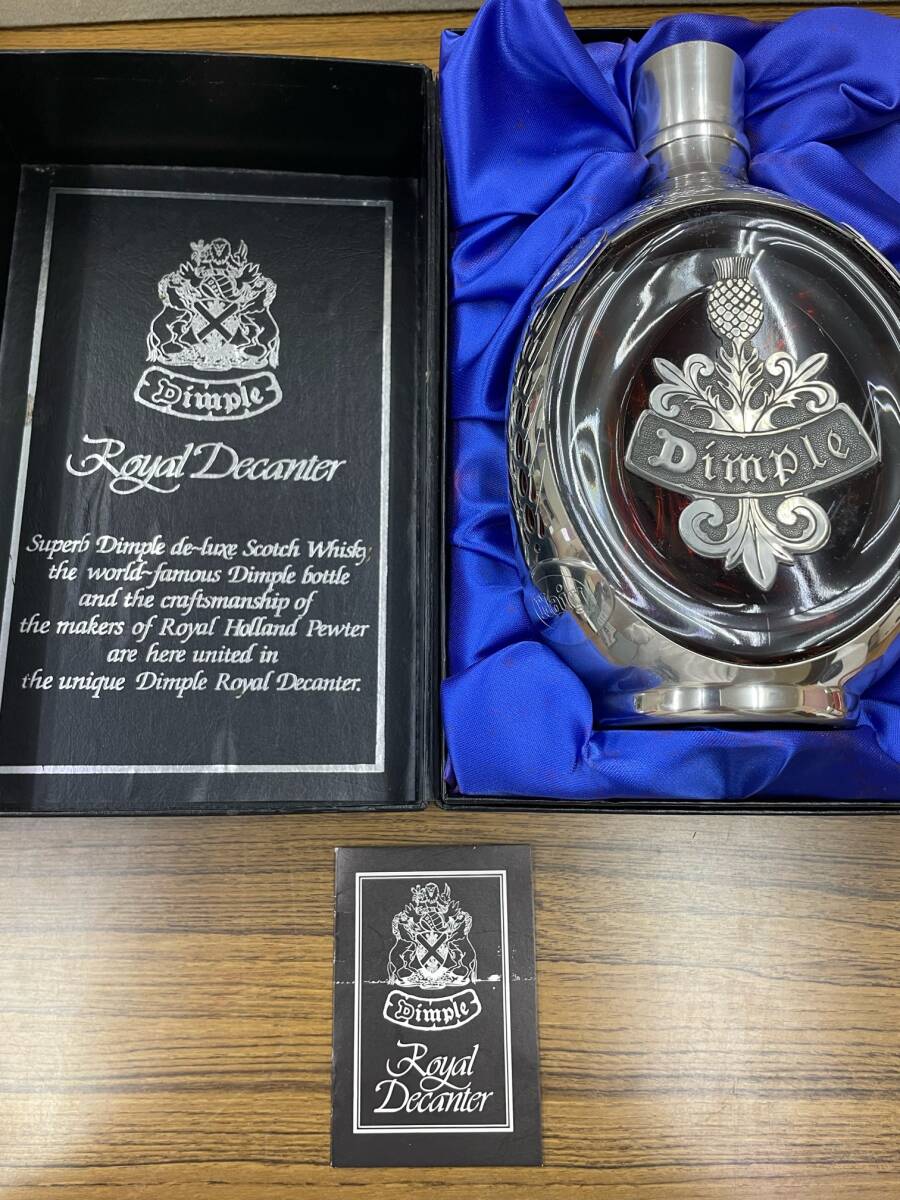 Dimple
Royal Decanter
Superb Dimple de-luxe Scotch Whisky,
the world-famous Dimple bottle
and the craftsmanship of
the makers of Royal Holland Pewter
are here united in
the unique Dimple Royal Decanter.
Dimple
Haig
Dimple
Royal
Decanter